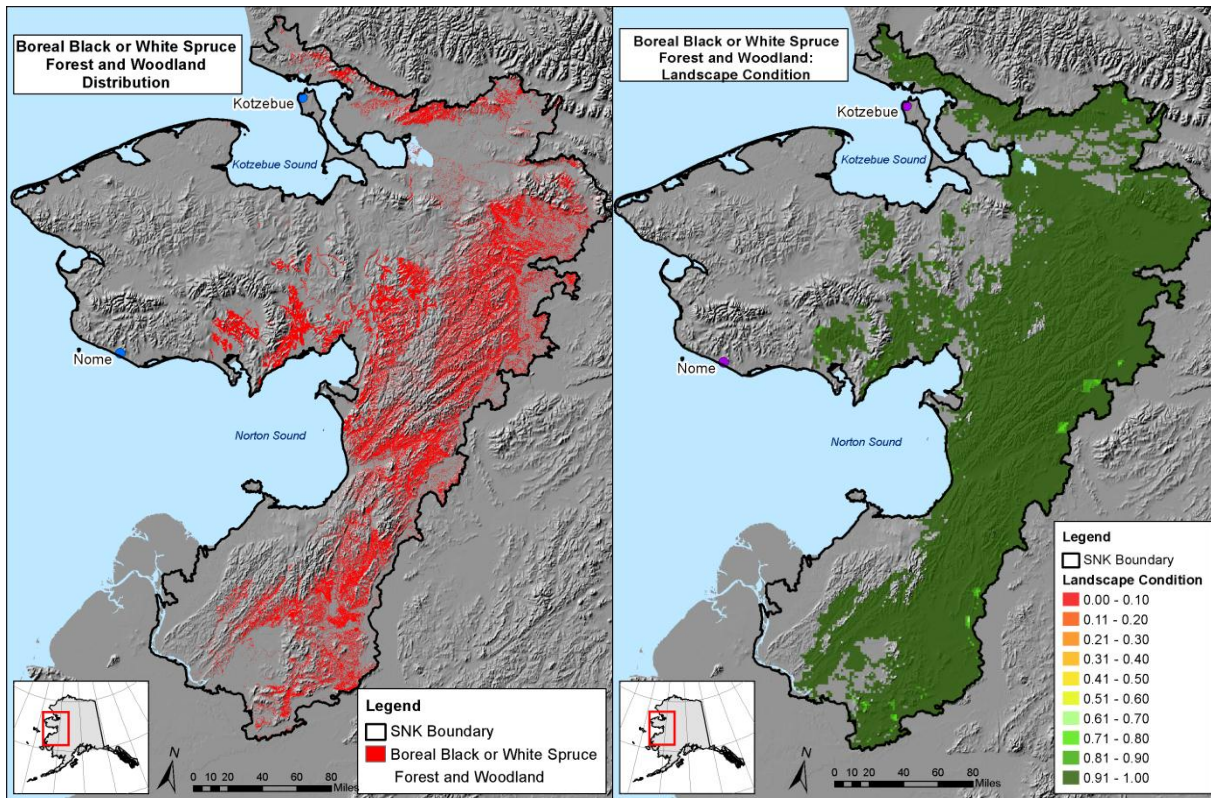 Boreal Black or White Spruce
Forest and Woodland
Distribution
Kotzebue
Kotzebue Sound
Nome
Norton Sound
Legend
SNK Boundary
Boreal Black or White Spruce
Forest and Woodland
N
0 10 20 40 60 80
Miles
Boreal Black or White Spruce
Forest and Woodland:
Landscape Condition
Kotzebue
Kotzebue Sound
Nome
Norton Sound
Legend
SNK Boundary
Landscape Condition
0.00 - 0.10
0.11 - 0.20
0.21 - 0.30
0.31 - 0.40
0.41 - 0.50
0.51 - 0.60
0.61 - 0.70
0.71 - 0.80
0.81 - 0.90
0.91 - 1.00
N
0 10 20 40 60 80
Miles